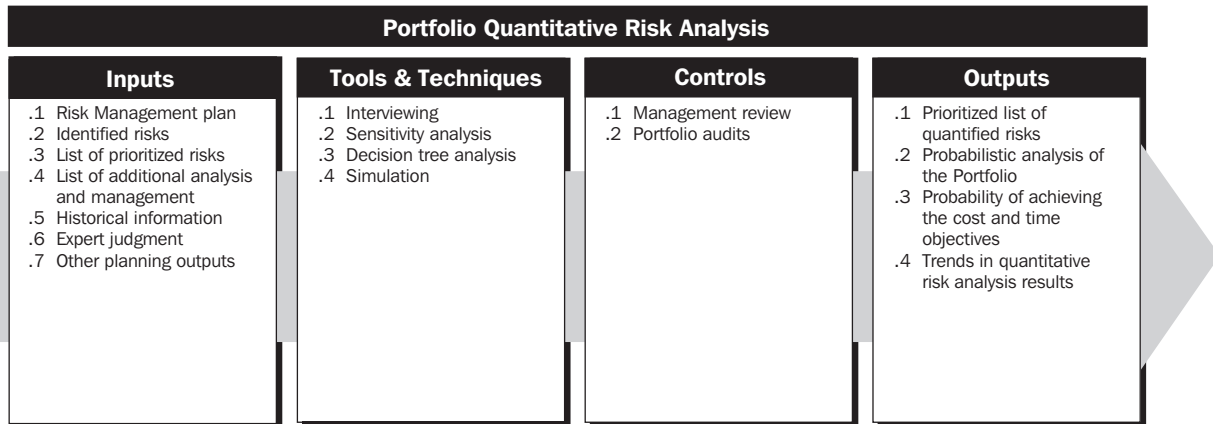 Portfolio Quantitative Risk Analysis
Inputs
.1 Risk Management plan
.2 Identified risks
.3 List of prioritized risks
.4 List of additional analysis
and management
.5 Historical information
.6 Expert judgment
.7 Other planning outputs
Tools & Techniques
.1 Interviewing
.2 Sensitivity analysis
.3 Decision tree analysis
.4 Simulation
Controls
.1 Management review
.2 Portfolio audits
Outputs
.1 Prioritized list of
quantified risks
.2 Probabilistic analysis of
the Portfolio
.3 Probability of achieving
the cost and time
objectives
.4 Trends in quantitative
risk analysis results